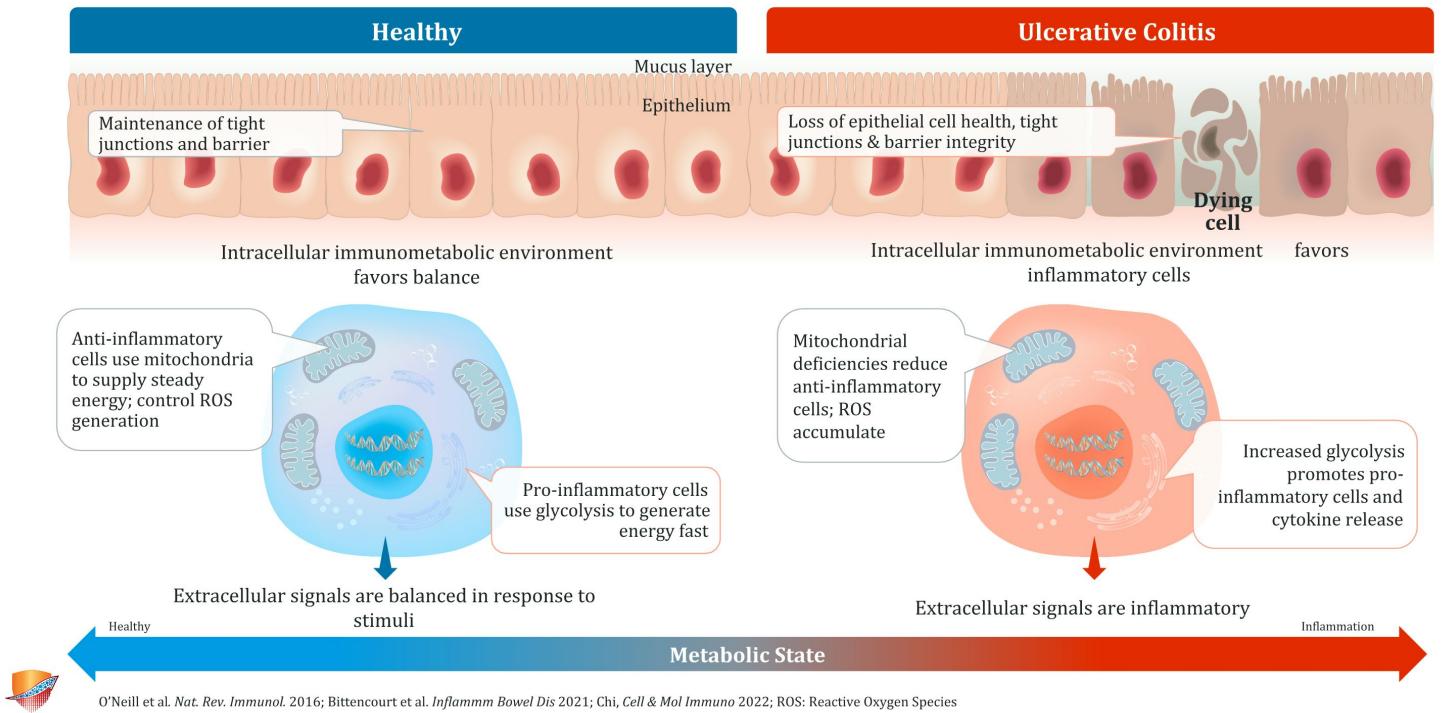 Healthy
Ulcerative Colitis
Mucus layer
Epithelium
Maintenance of tight
junctions and barrier
Loss of epithelial cell health, tight
junctions & barrier integrity
Dying
cell
Intracellular immunometabolic environment
favors balance
Intracellular immunometabolic environment favors
inflammatory cells
Anti-inflammatory
cells use mitochondria
to supply steady
energy; control ROS
generation
Pro-inflammatory cells
use glycolysis to generate
energy fast
Mitochondrial
deficiencies reduce
anti-inflammatory
cells; ROS
accumulate
Increased glycolysis
promotes pro-
inflammatory cells and
cytokine release
Extracellular signals are balanced in response to
stimuli
Extracellular signals are inflammatory
Healthy
Inflammation
Metabolic State
O'Neill et al. Nat. Rev. Immunol. 2016; Bittencourt et al. Inflammm Bowel Dis 2021; Chi, Cell & Mol Immuno 2022; ROS: Reactive Oxygen Species